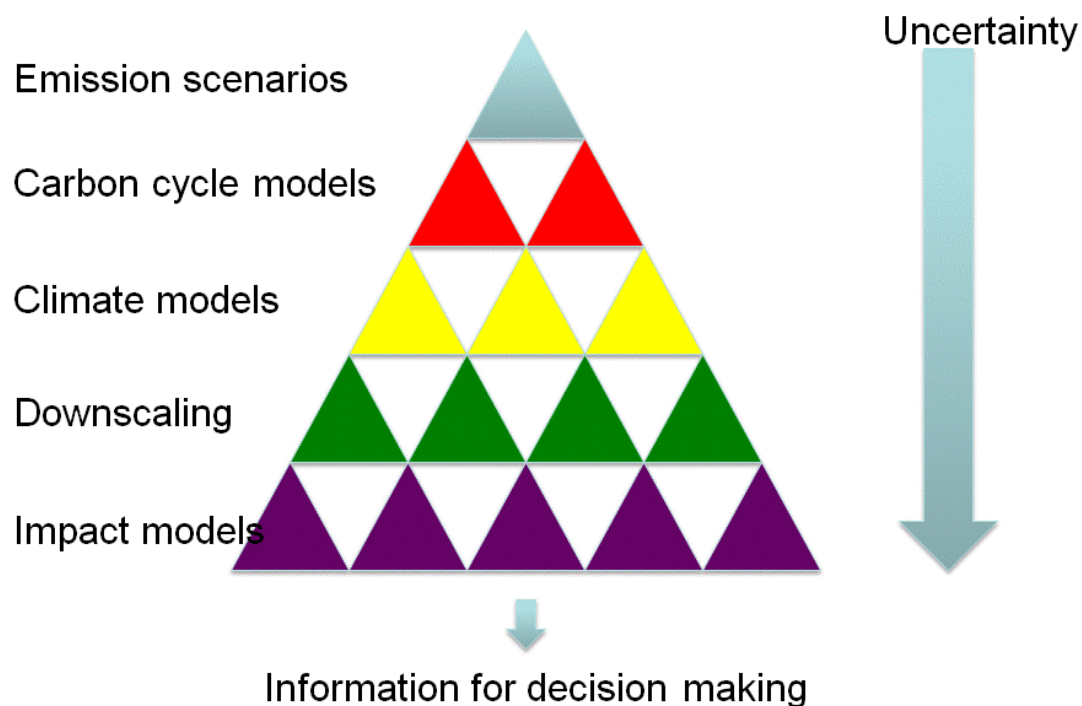 Uncertainty
Emission scenarios
Carbon cycle models
Climate models
Downscaling
Impact models
Information for decision making